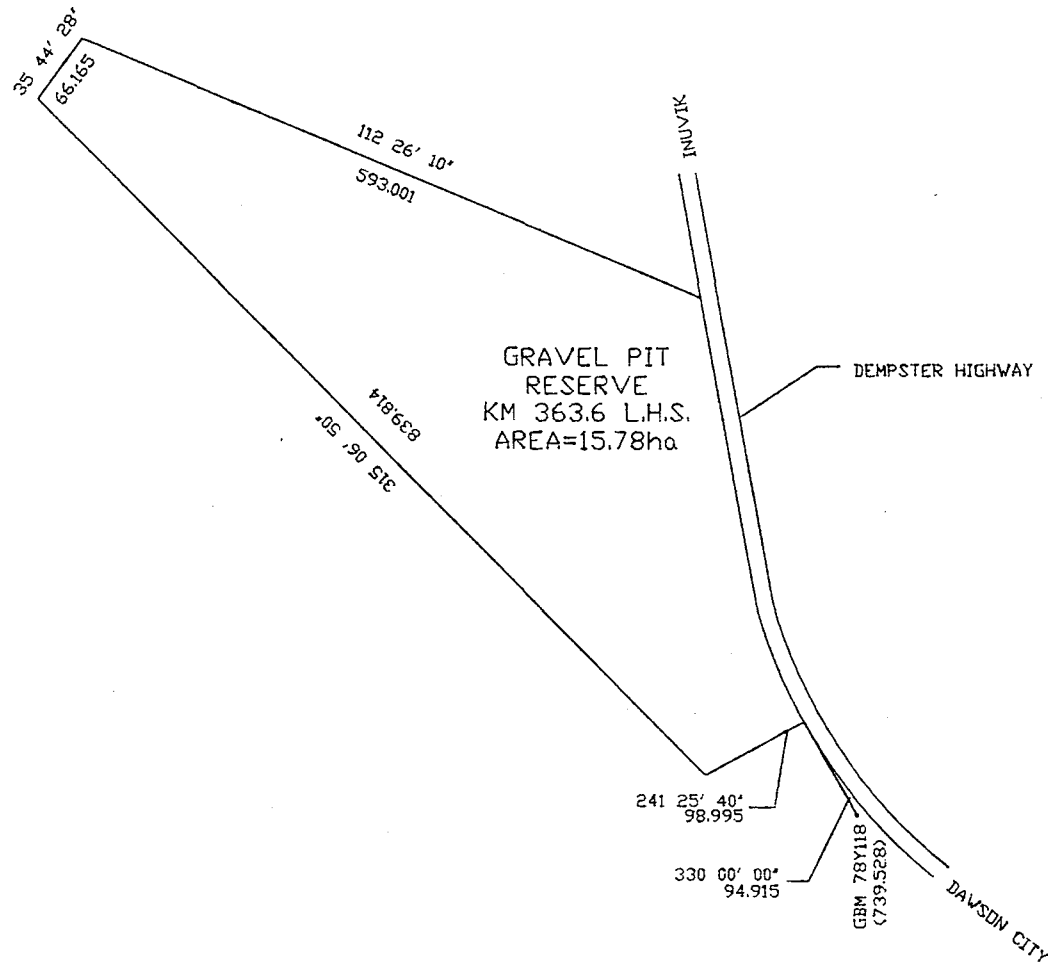 35 44' 28"
66.165
112 26' 10"
593.001
INUVIK
DEMPSTER HIGHWAY
GRAVEL PIT
RESERVE
KM 363.6 L.H.S.
AREA=15.78ha
839.814
315 06' 50"
241 25' 40"
98.995
330 00' 00"
94.915
GBM 78Y118
(739.528)
DAWSON CITY